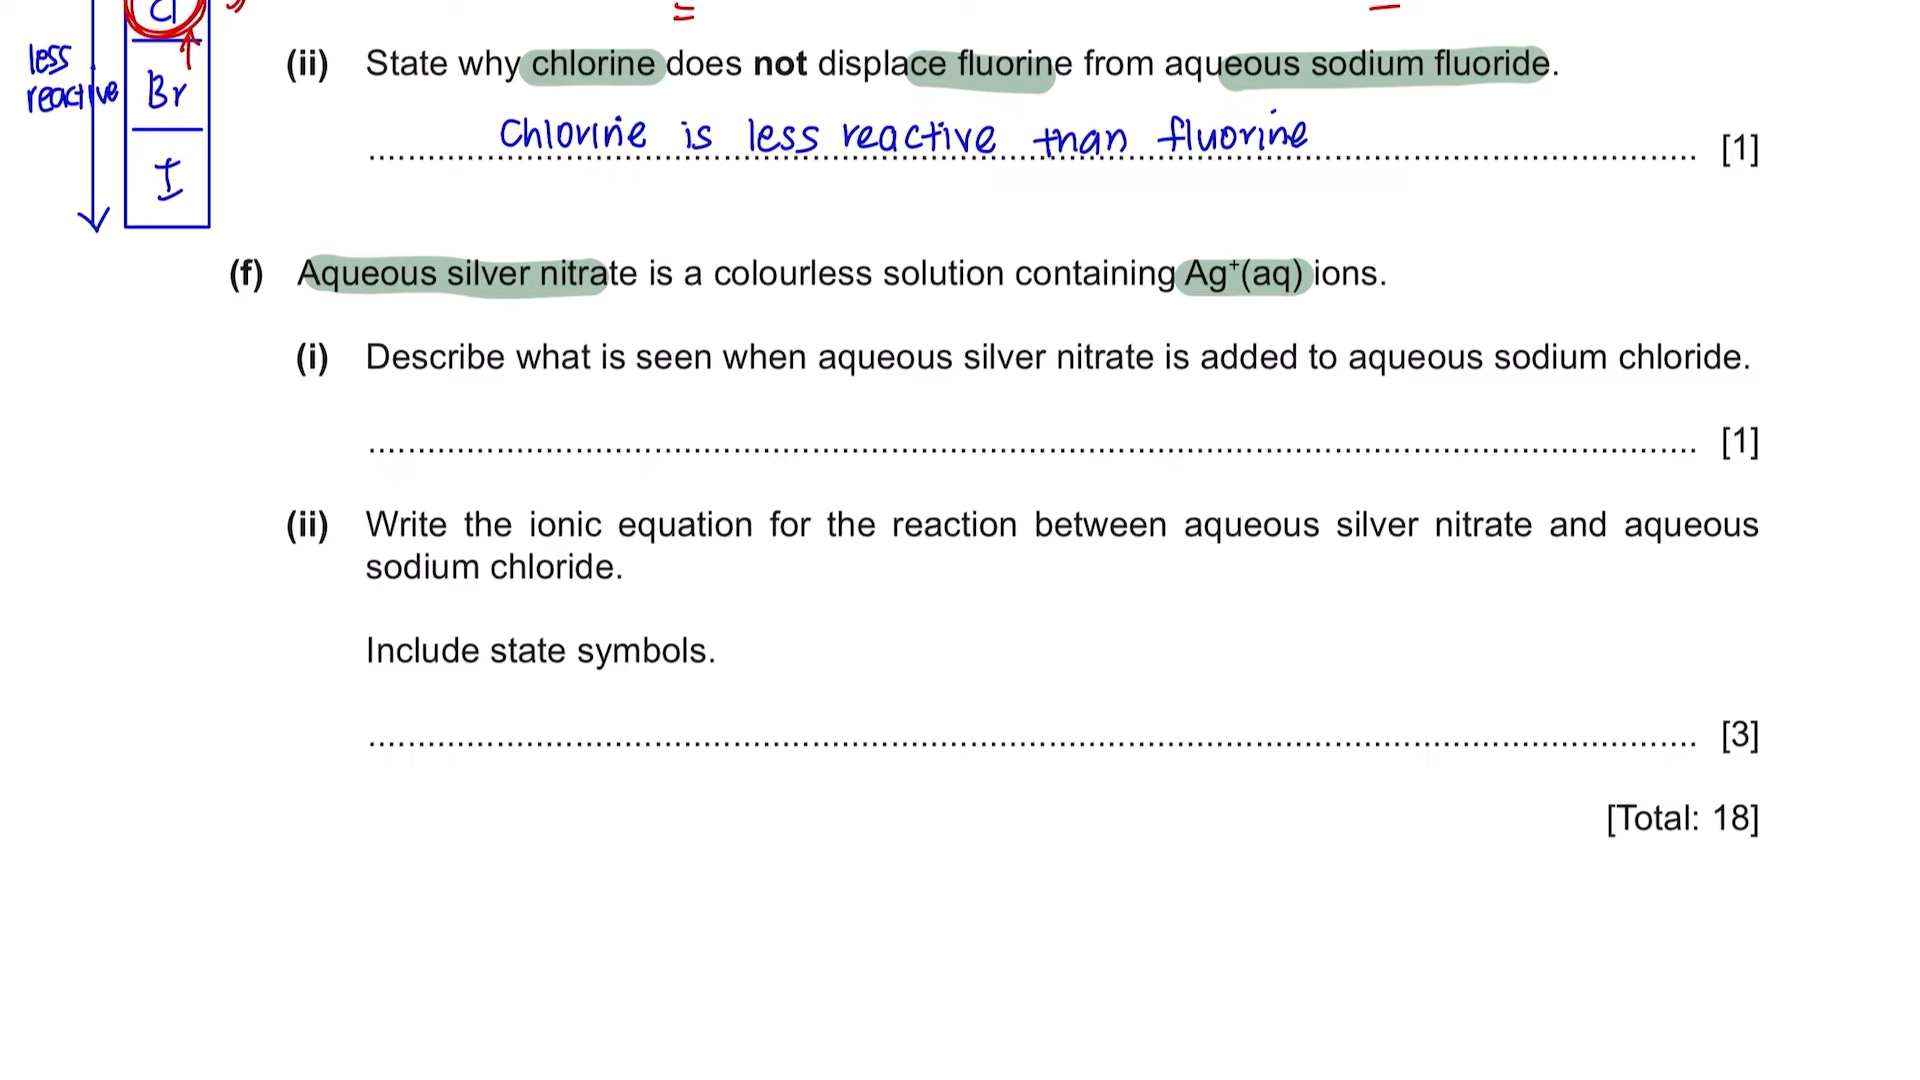 Cl
less
reactive
Br
I
(ii) State why chlorine does not displace fluorine from aqueous sodium fluoride.
Chlorine is less reactive than fluorine
[1]
(f) Aqueous silver nitrate is a colourless solution containing Ag⁺(aq) ions.
(i) Describe what is seen when aqueous silver nitrate is added to aqueous sodium chloride.
[1]
(ii) Write the ionic equation for the reaction between aqueous silver nitrate and aqueous
sodium chloride.
Include state symbols.
[3]
[Total: 18]